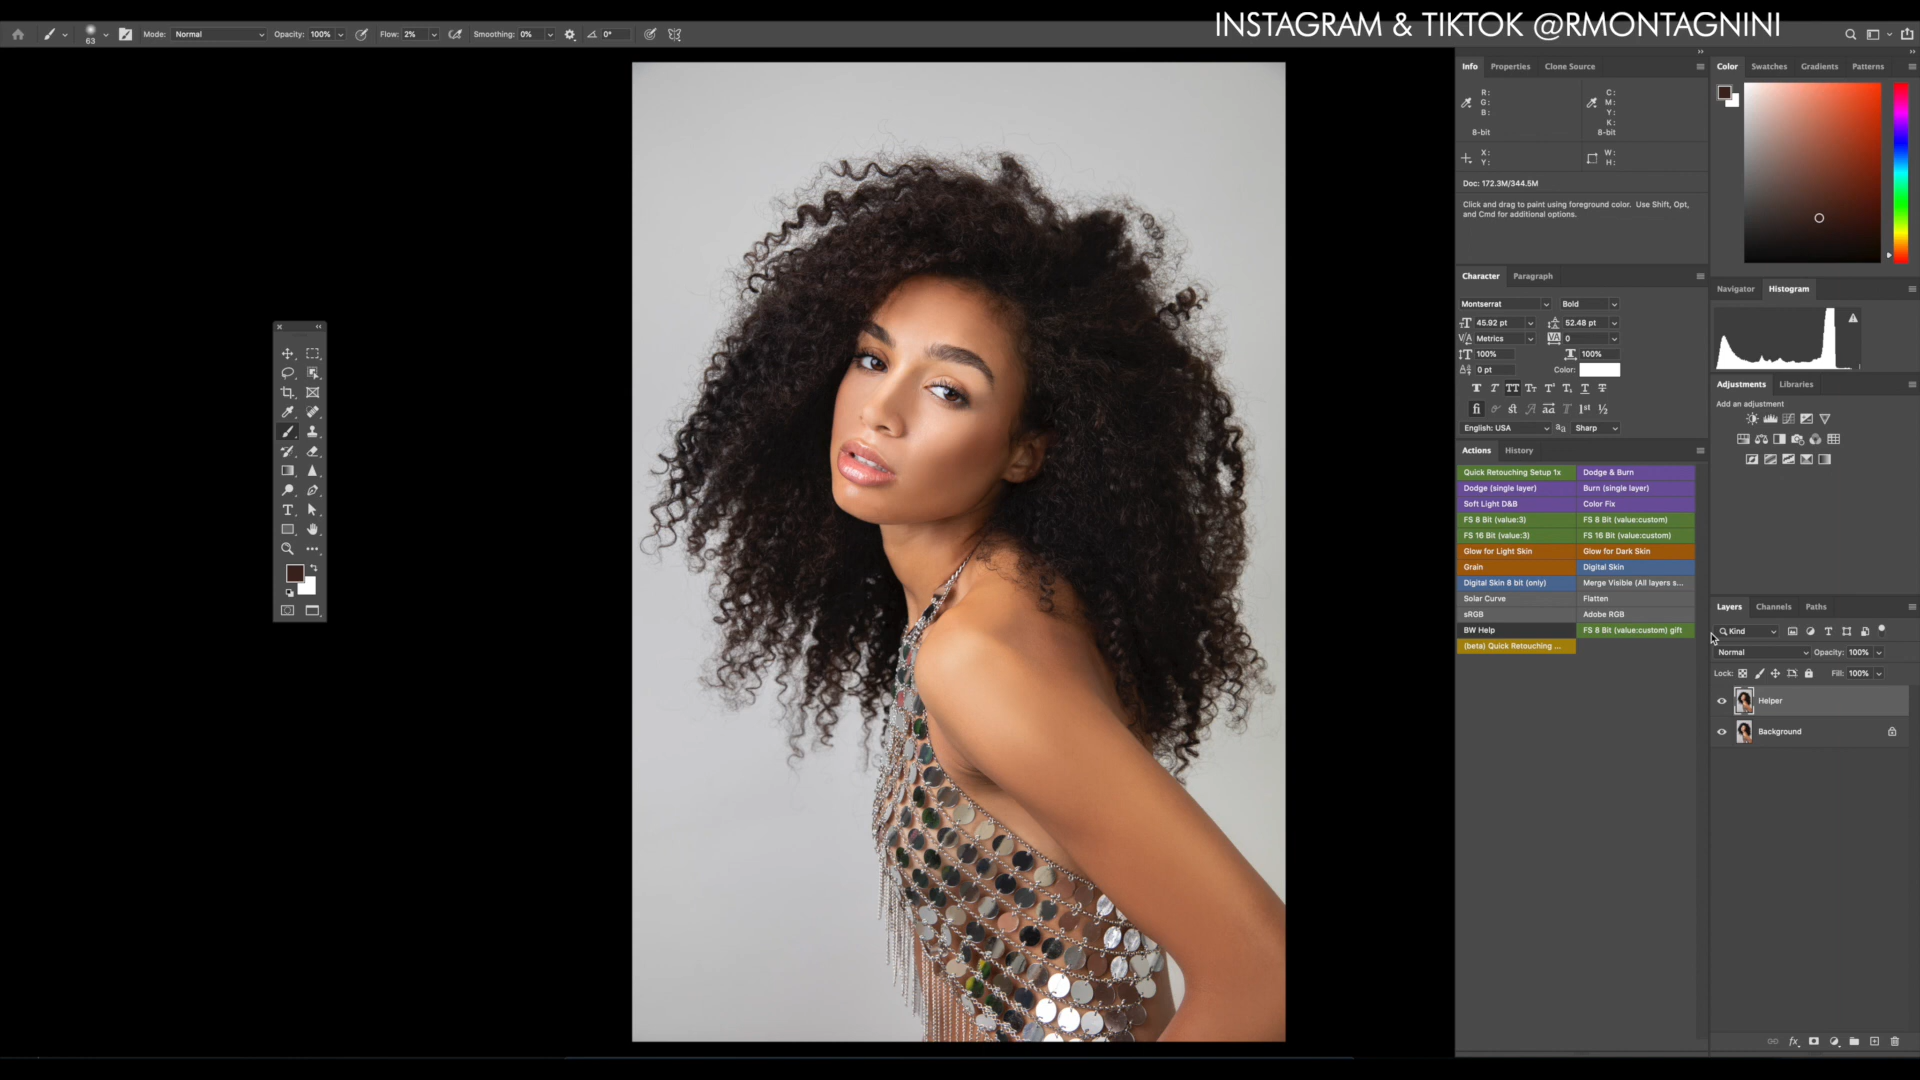 INSTAGRAM & TIKTOK @RMONTAGNINI
63 Mode: Normal Opacity: 100% Flow: 2% Smoothing: 0% 0°
Info Properties Clone Source
R:
G:
B:
8-bit
C:
M:
Y:
K:
8-bit
X:
Y:
W:
H:
Doc: 172.3M/344.5M
Click and drag to paint using foreground color. Use Shift, Opt,
and Cmd for additional options.
Character Paragraph
Montserrat Bold
45.92 pt 52.48 pt
Metrics 0
100% 100%
0 pt Color:
English: USA Sharp
Actions History
Quick Retouching Setup 1x Dodge & Burn
Dodge (single layer) Burn (single layer)
Soft Light D&B Color Fix
FS 8 Bit (value:3) FS 8 Bit (value:custom)
FS 16 Bit (value:3) FS 16 Bit (value:custom)
Glow for Light Skin Glow for Dark Skin
Grain Digital Skin
Digital Skin 8 bit (only) Merge Visible (All layers s...
Solar Curve Flatten
sRGB Adobe RGB
BW Help FS 8 Bit (value:custom) gift
(beta) Quick Retouching ...
Color Swatches Gradients Patterns
Navigator Histogram
Adjustments Libraries
Add an adjustment
Layers Channels Paths
Kind
Normal Opacity: 100%
Lock: Fill: 100%
Helper
Background